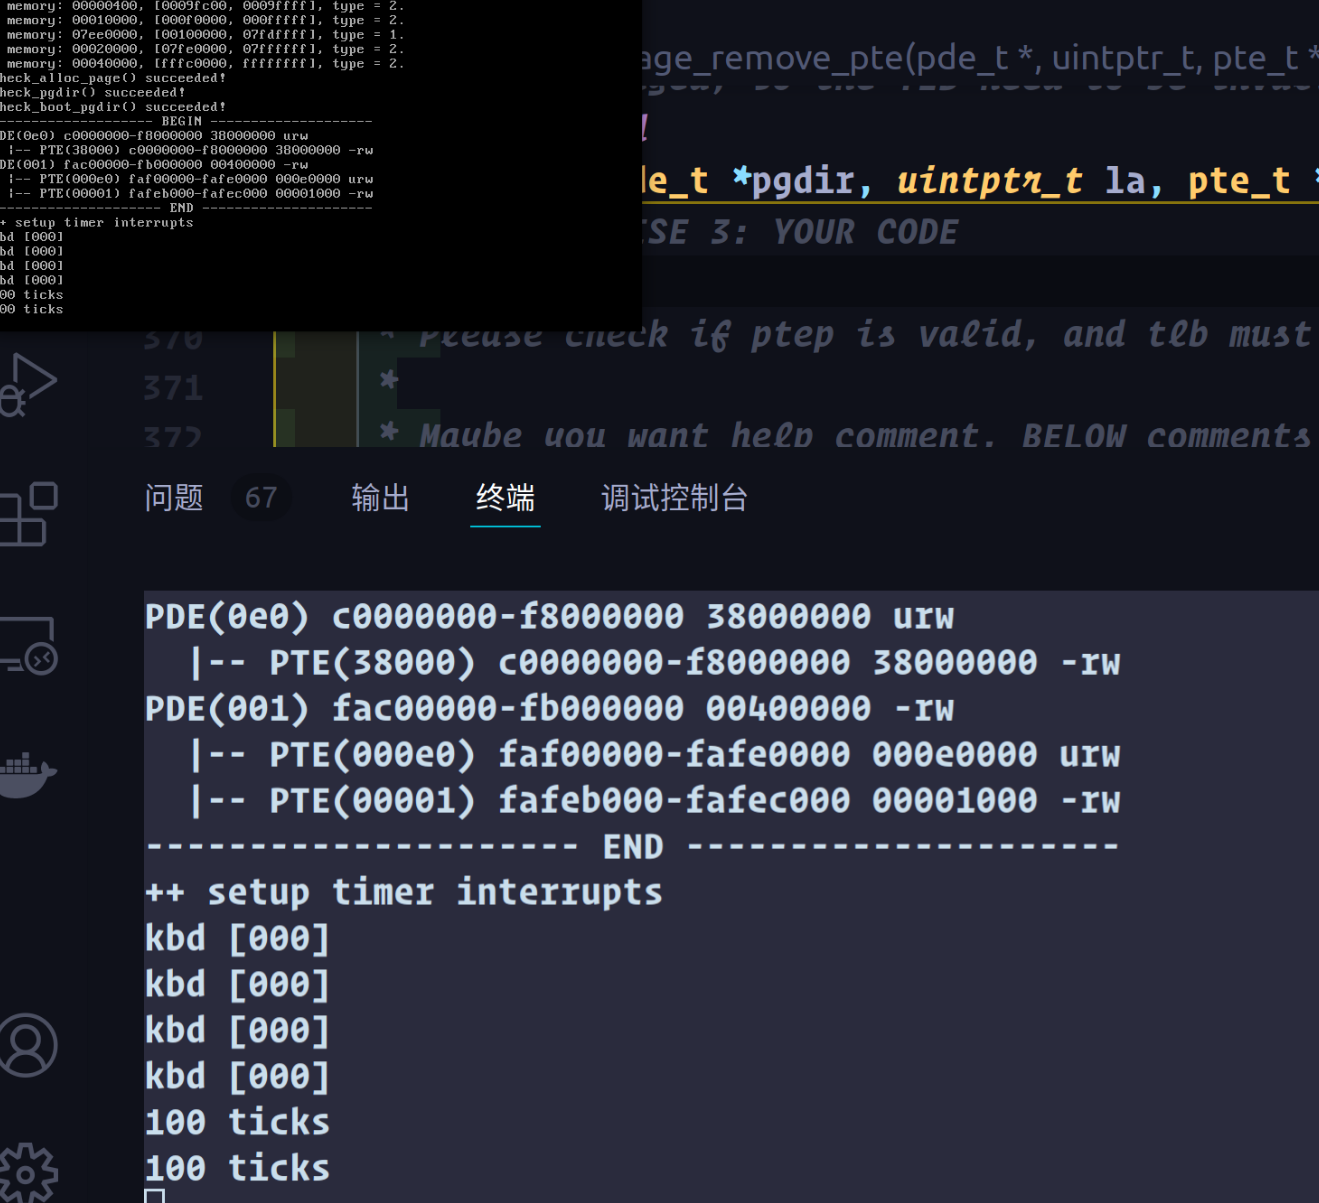 memory: 00000400, [0009fc00, 0009ffff], type = 2.
memory: 00010000, [000f0000, 000fffff], type = 2.
memory: 07ee0000, [00100000, 07fdffff], type = 1.
memory: 00020000, [07fe0000, 07ffffff], type = 2.
memory: 00040000, [fffc0000, ffffffff], type = 2.
heck_alloc_page() succeeded!
heck_pgdir() succeeded!
heck_boot_pgdir() succeeded!
------------------- BEGIN --------------------
DE(0e0) c0000000-f8000000 38000000 urw
|-- PTE(38000) c0000000-f8000000 38000000 -rw
DE(001) fac00000-fb000000 00400000 -rw
|-- PTE(000e0) faf00000-fafe0000 000e0000 urw
|-- PTE(00001) fafeb000-fafec000 00001000 -rw
-------------------- END ---------------------
+ setup timer interrupts
bd [000]
bd [000]
bd [000]
bd [000]
00 ticks
00 ticks
age_remove_pte(pde_t *, uintptr_t, pte_t *
de_t *pgdir, uintptr_t la, pte_t *
ISE 3: YOUR CODE
370 * Please check if ptep is valid, and tlb must
371 *
372 * Maybe you want help comment, BELOW comments
问题 67 输出 终端 调试控制台
PDE(0e0) c0000000-f8000000 38000000 urw
|-- PTE(38000) c0000000-f8000000 38000000 -rw
PDE(001) fac00000-fb000000 00400000 -rw
|-- PTE(000e0) faf00000-fafe0000 000e0000 urw
|-- PTE(00001) fafeb000-fafec000 00001000 -rw
--------------------- END ---------------------
++ setup timer interrupts
kbd [000]
kbd [000]
kbd [000]
kbd [000]
100 ticks
100 ticks